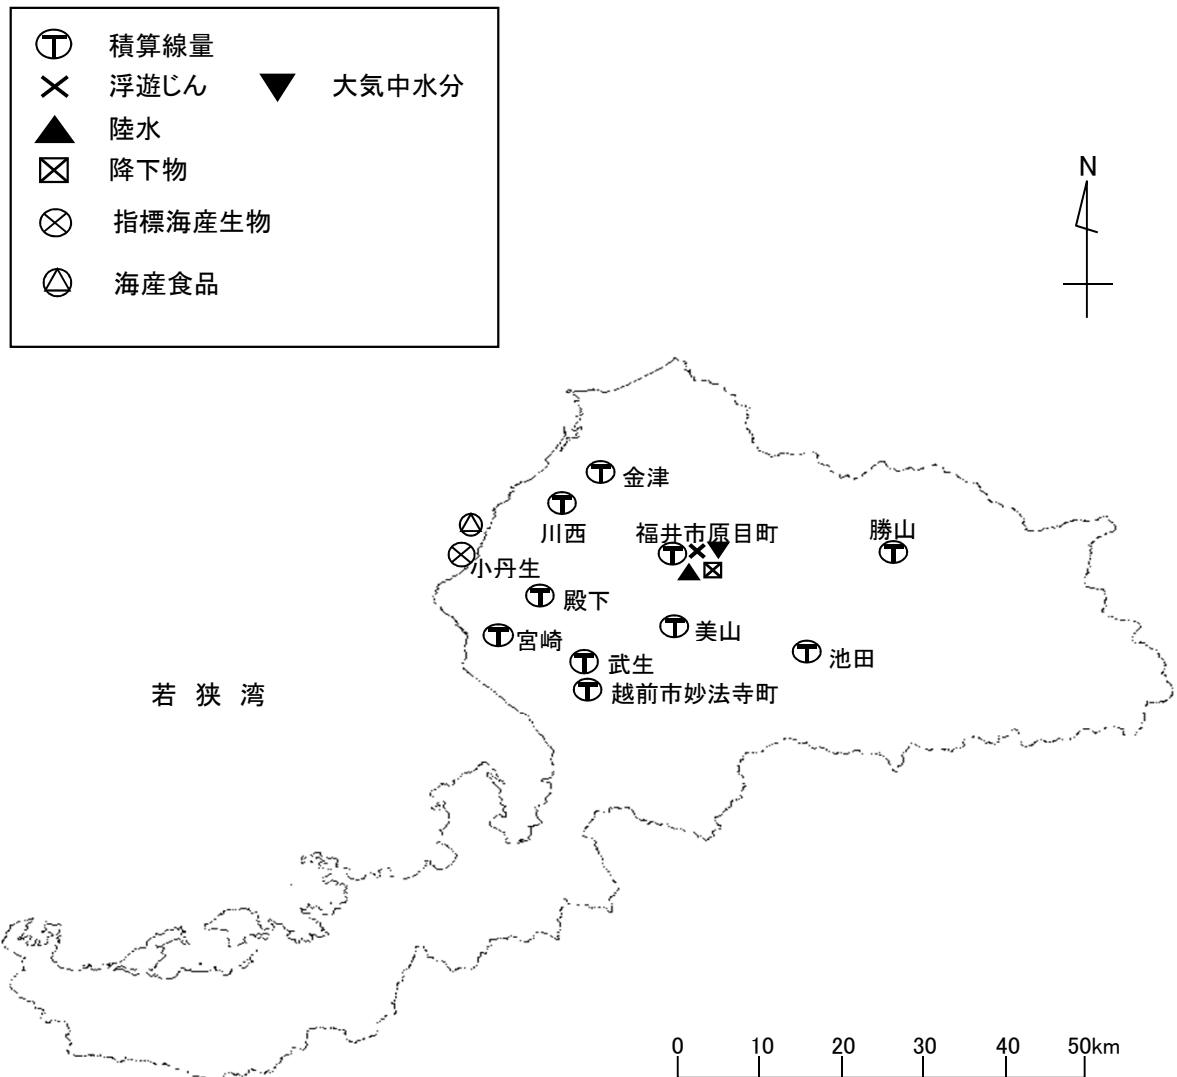 積算線量
浮遊じん 大気中水分
陸水
降下物
指標海産生物
海産食品
N
金津
川西
福井市原目町
勝山
小丹生
殿下
美山
宮崎
池田
武生
越前市妙法寺町
若狭湾
0 10 20 30 40 50km